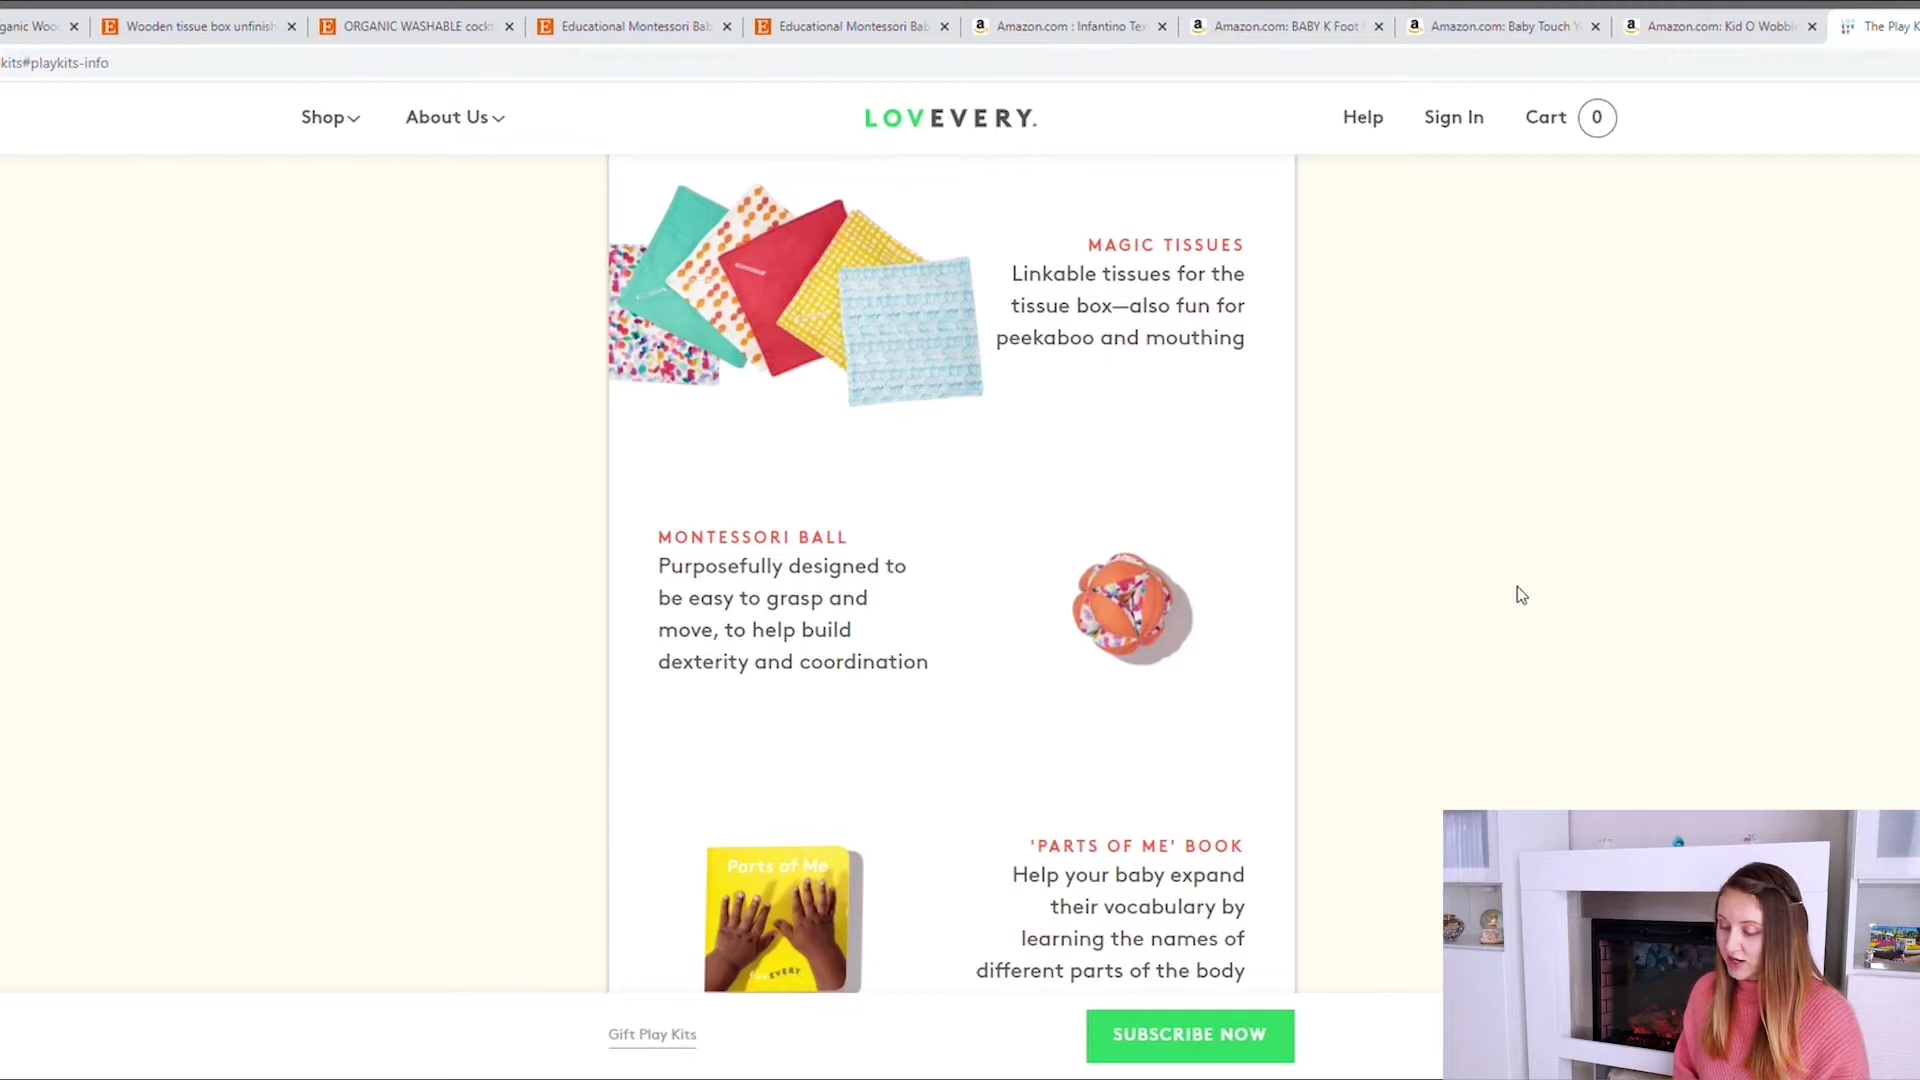 ganic Woo
Wooden tissue box unfinish
ORGANIC WASHABLE cockt
Educational Montessori Bab
Educational Montessori Bab
Amazon.com : Infantino Tex
Amazon.com: BABY K Foot
Amazon.com: Baby Touch
Amazon.com: Kid O Wobble
The Play K
kits#playkits-info
Shop
About Us
LOVEVERY.
Help
Sign In
Cart
0
MAGIC TISSUES
Linkable tissues for the
tissue box—also fun for
peekaboo and mouthing
MONTESSORI BALL
Purposefully designed to
be easy to grasp and
move, to help build
dexterity and coordination
Parts of Me
LOVEVERY
'PARTS OF ME' BOOK
Help your baby expand
their vocabulary by
learning the names of
different parts of the body
Gift Play Kits
SUBSCRIBE NOW